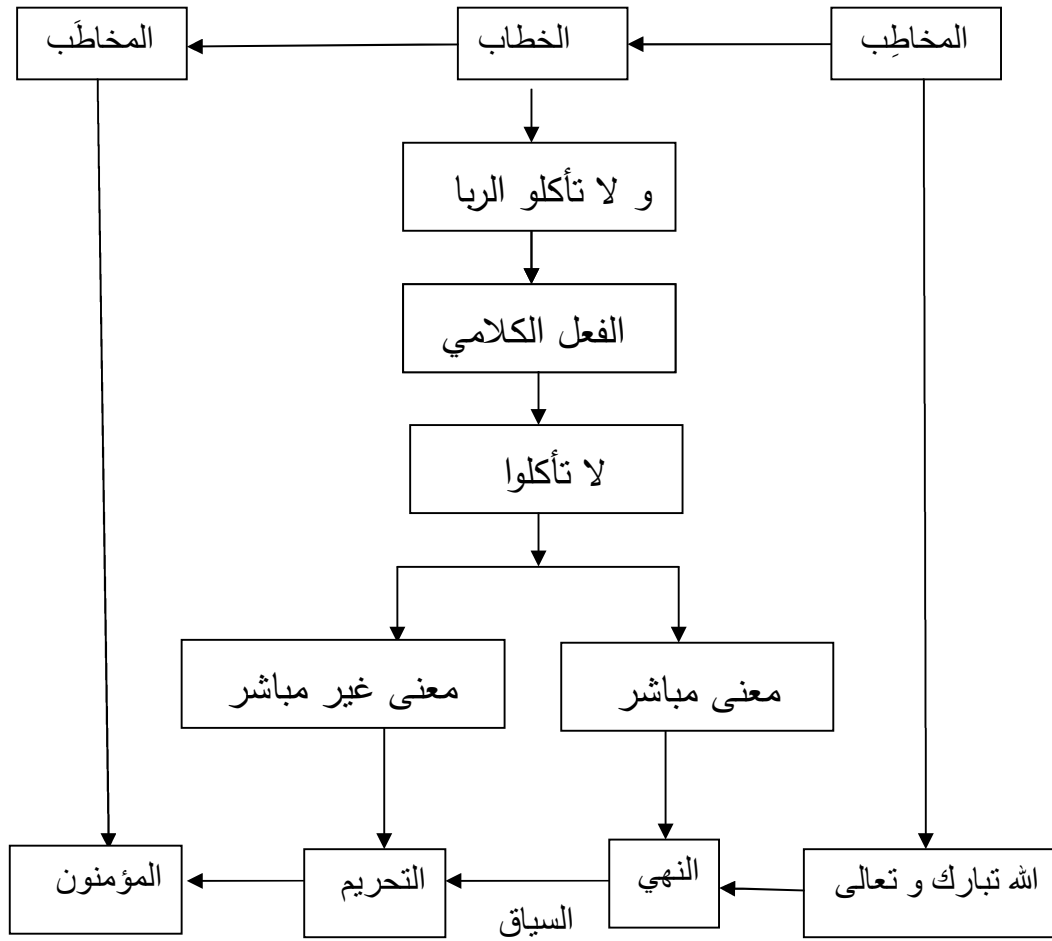 المخاطِب
الخطاب
المخاطَب
و لا تأكلو الربا
الفعل الكلامي
لا تأكلوا
معنى مباشر
معنى غير مباشر
الله تبارك و تعالى
النهي
السياق
التحريم
المؤمنون